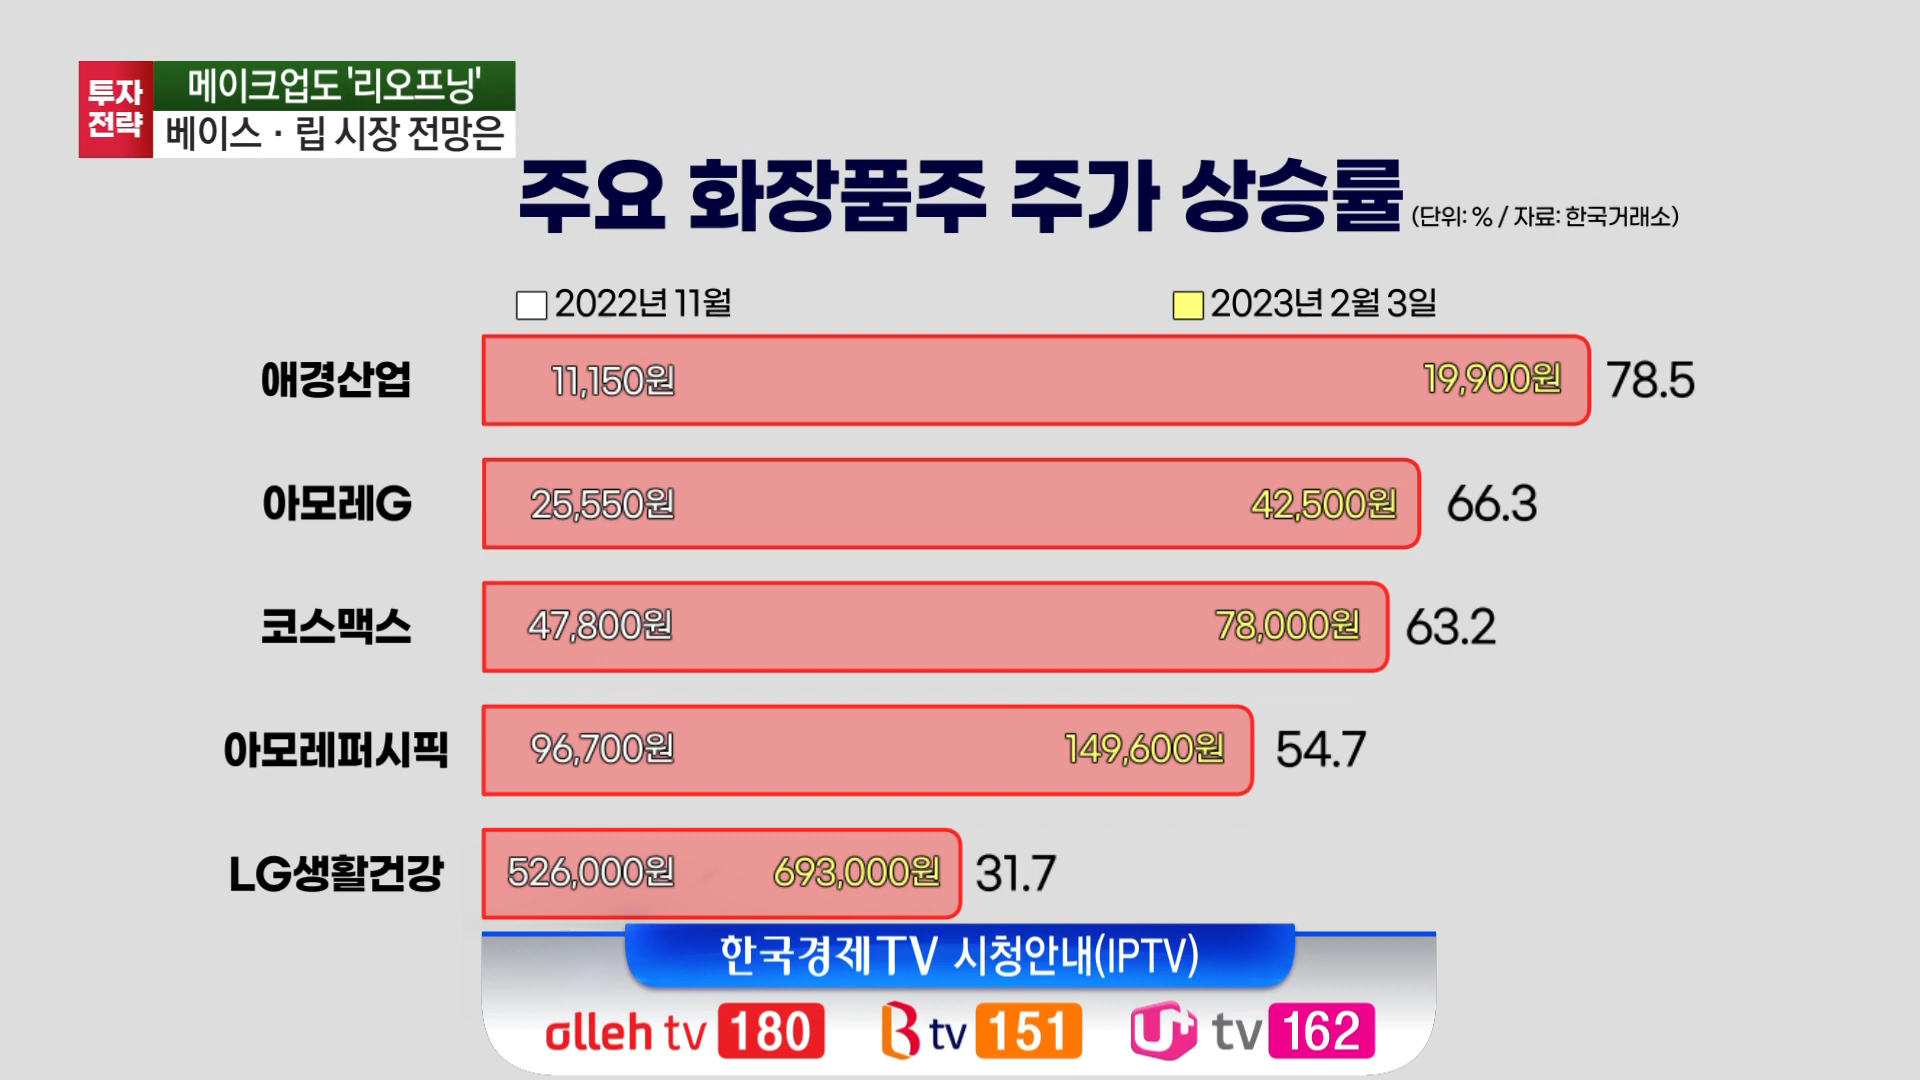 투자
전략
메이크업도 '리오프닝'
베이스 · 립 시장 전망은
주요 화장품주 주가 상승률 (단위: % / 자료: 한국거래소)
2022년 11월 2023년 2월 3일
애경산업 11,150원 19,900원 78.5
아모레G 25,550원 42,500원 66.3
코스맥스 47,800원 78,000원 63.2
아모레퍼시픽 96,700원 149,600원 54.7
LG생활건강 526,000원 693,000원 31.7
한국경제TV 시청안내(IPTV)
olleh tv 180 B tv 151 U+ tv 162